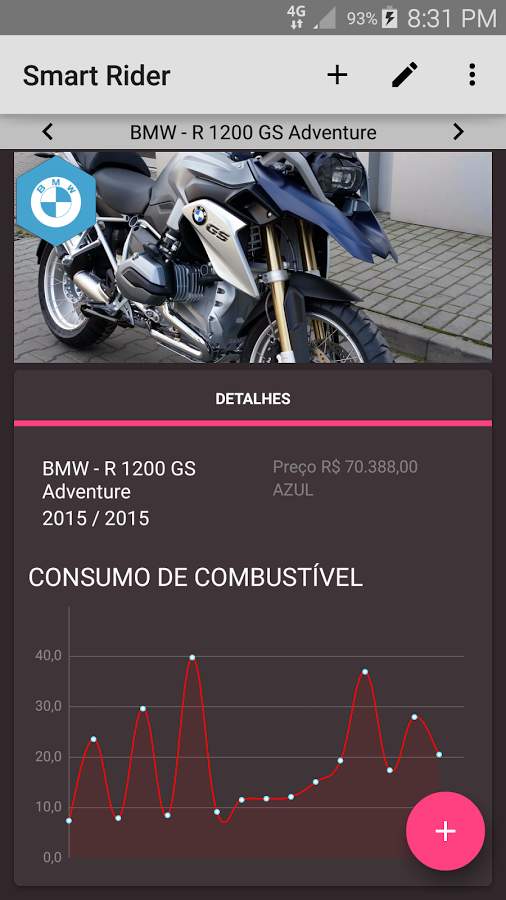 4G 93% 8:31 PM
Smart Rider
BMW - R 1200 GS Adventure
BMW
GS
DETALHES
BMW - R 1200 GS
Adventure
2015 / 2015
Preço R$ 70.388,00
AZUL
CONSUMO DE COMBUSTÍVEL
40,0
30,0
20,0
10,0
0,0